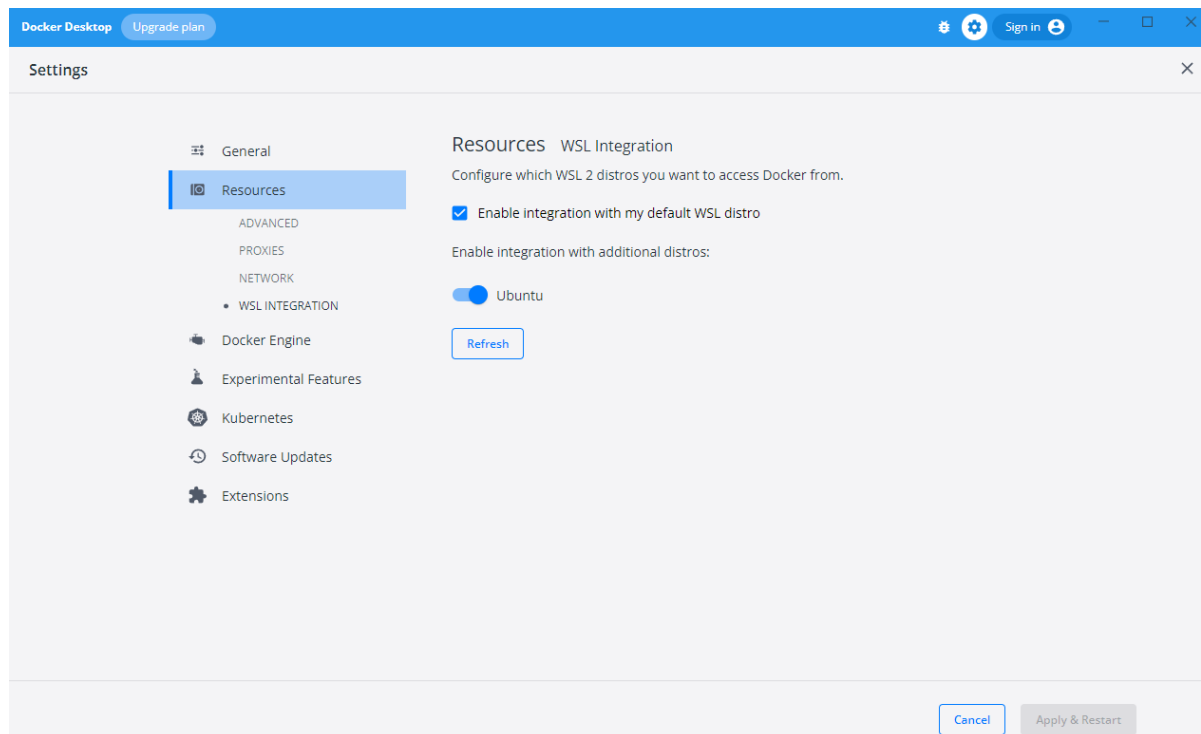 Docker Desktop Upgrade plan Sign in
Settings
General
Resources
ADVANCED
PROXIES
NETWORK
• WSL INTEGRATION
Docker Engine
Experimental Features
Kubernetes
Software Updates
Extensions
Resources WSL Integration
Configure which WSL 2 distros you want to access Docker from.
Enable integration with my default WSL distro
Enable integration with additional distros:
Ubuntu
Refresh
Cancel Apply & Restart